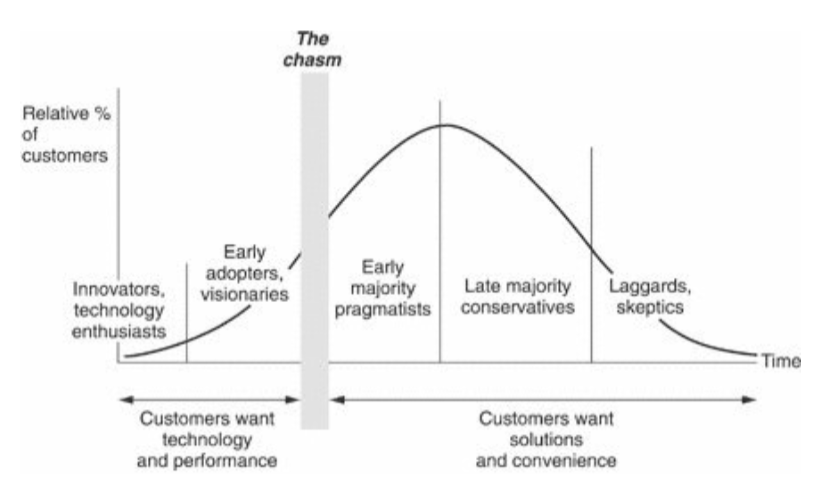 The
chasm
Relative %
of
customers
Innovators,
technology
enthusiasts
Early
adopters,
visionaries
Early
majority
pragmatists
Late majority
conservatives
Laggards,
skeptics
Time
Customers want
technology
and performance
Customers want
solutions
and convenience